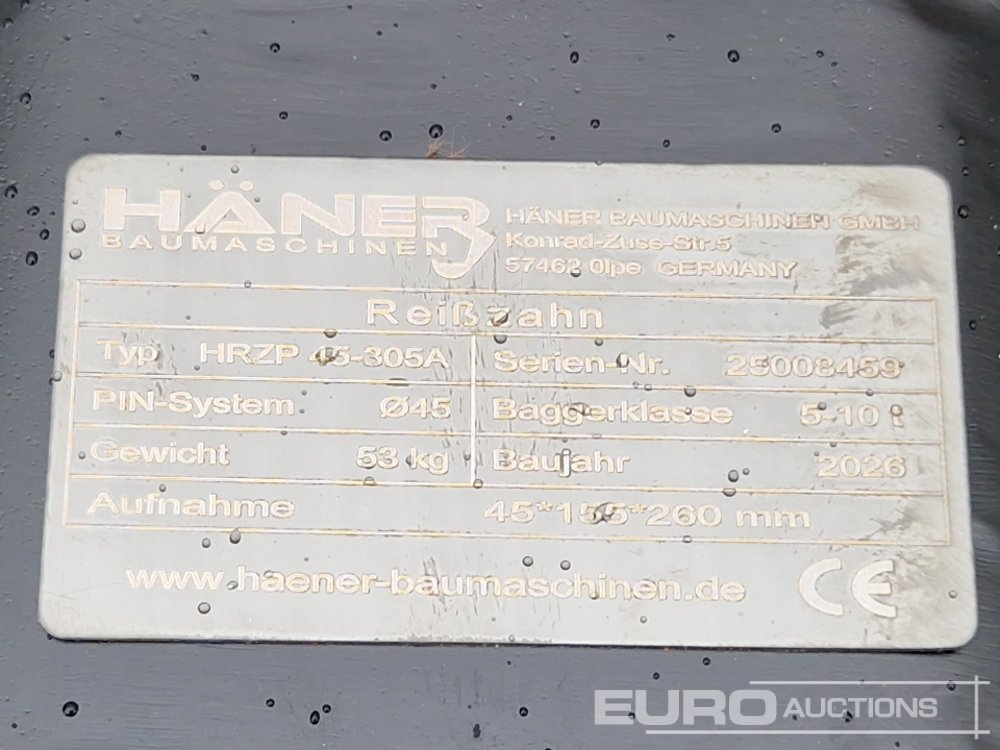 HÄNER
BAUMASCHINEN
HÄNER BAUMASCHINEN GMBH
Konrad-Zuse-Str.5
57462 Olpe GERMANY
Reißzahn
Typ HRZP 45-305A Serien-Nr. 25008459
PIN-System Ø45 Baggerklasse 5-10 t
Gewicht 53 kg Baujahr 2026
Aufnahme 45*155*260 mm
www.haener-baumaschinen.de CE
EURO AUCTIONS